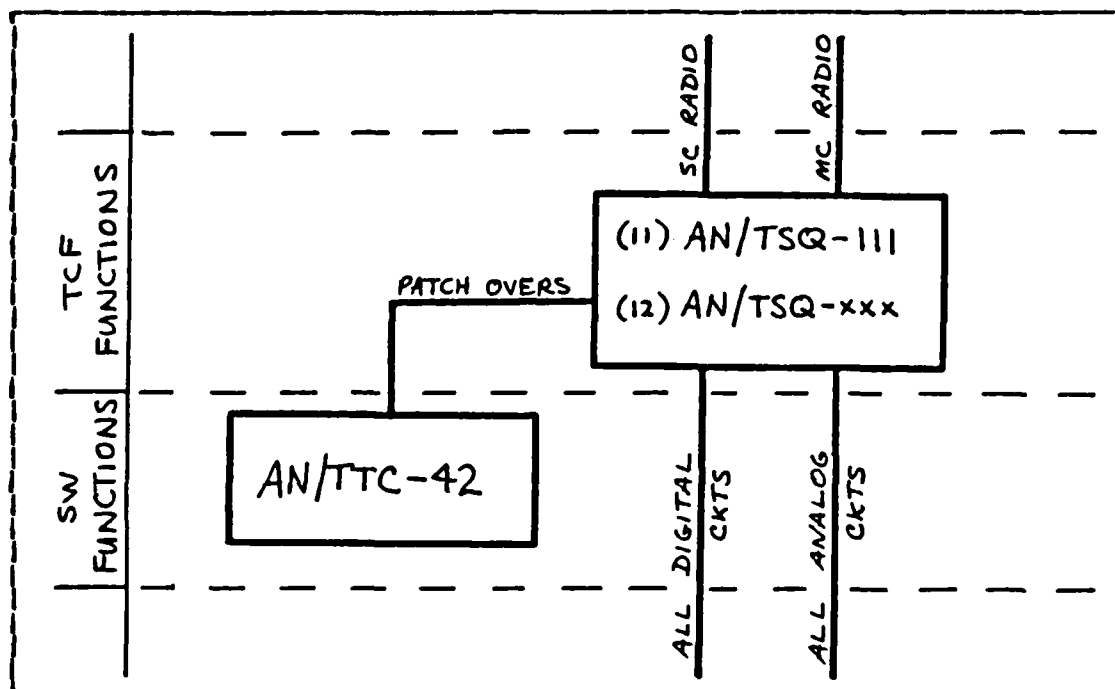 SC RADIO
MC RADIO
TCF
FUNCTIONS
(11) AN/TSQ-111
(12) AN/TSQ-xxx
PATCH OVERS
SW
FUNCTIONS
AN/TTC-42
ALL DIGITAL
CKTS
ALL ANALOG
CKTS